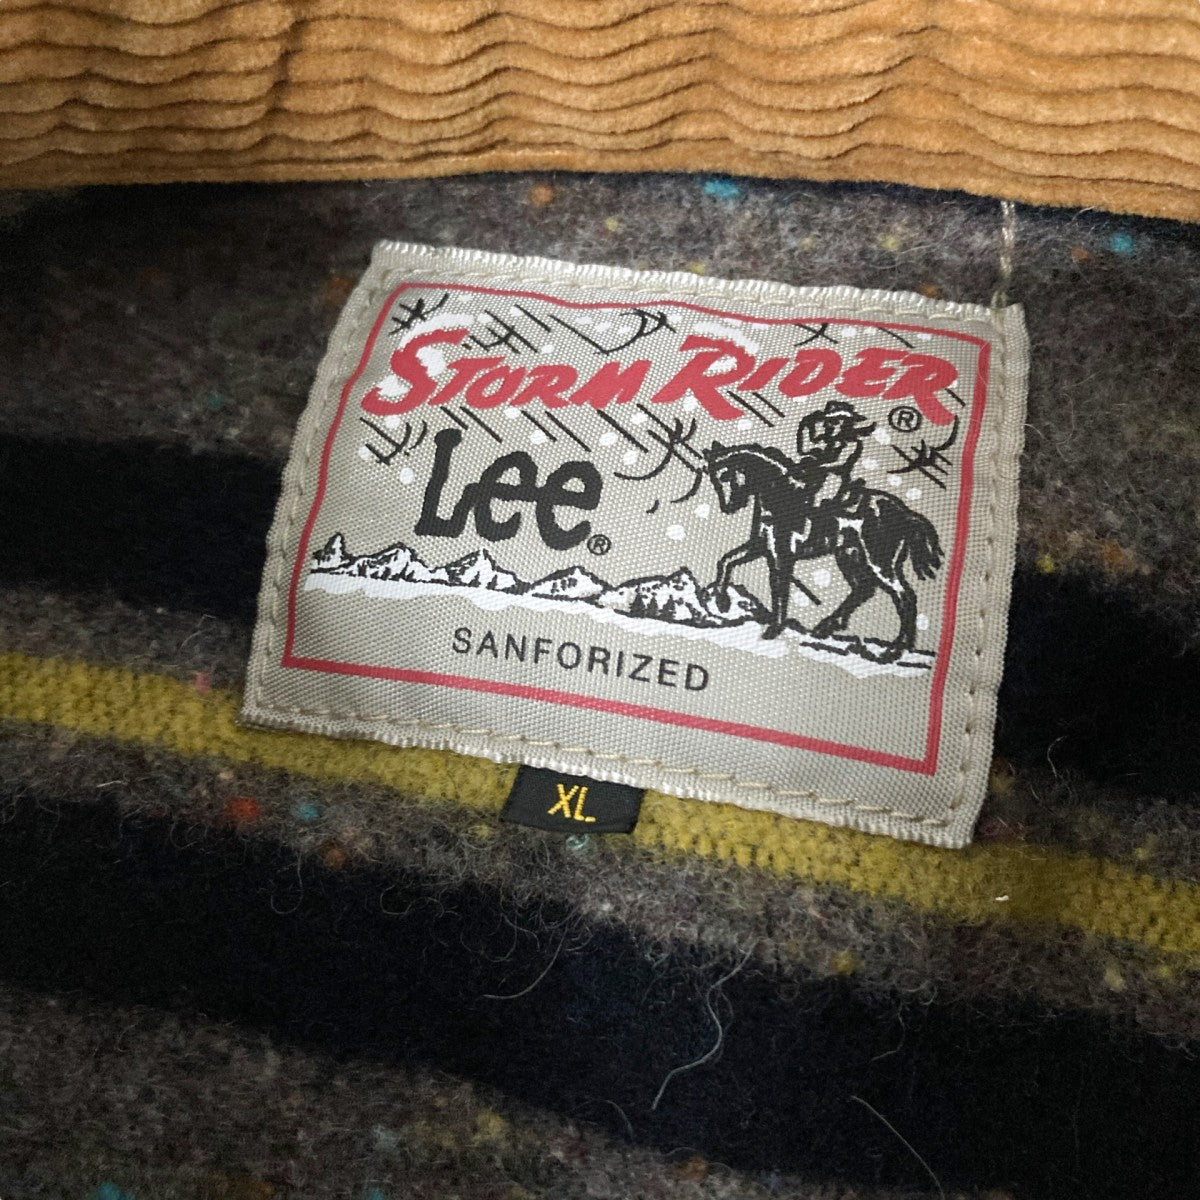 STORM RIDER®
Lee®
SANFORIZED
XL